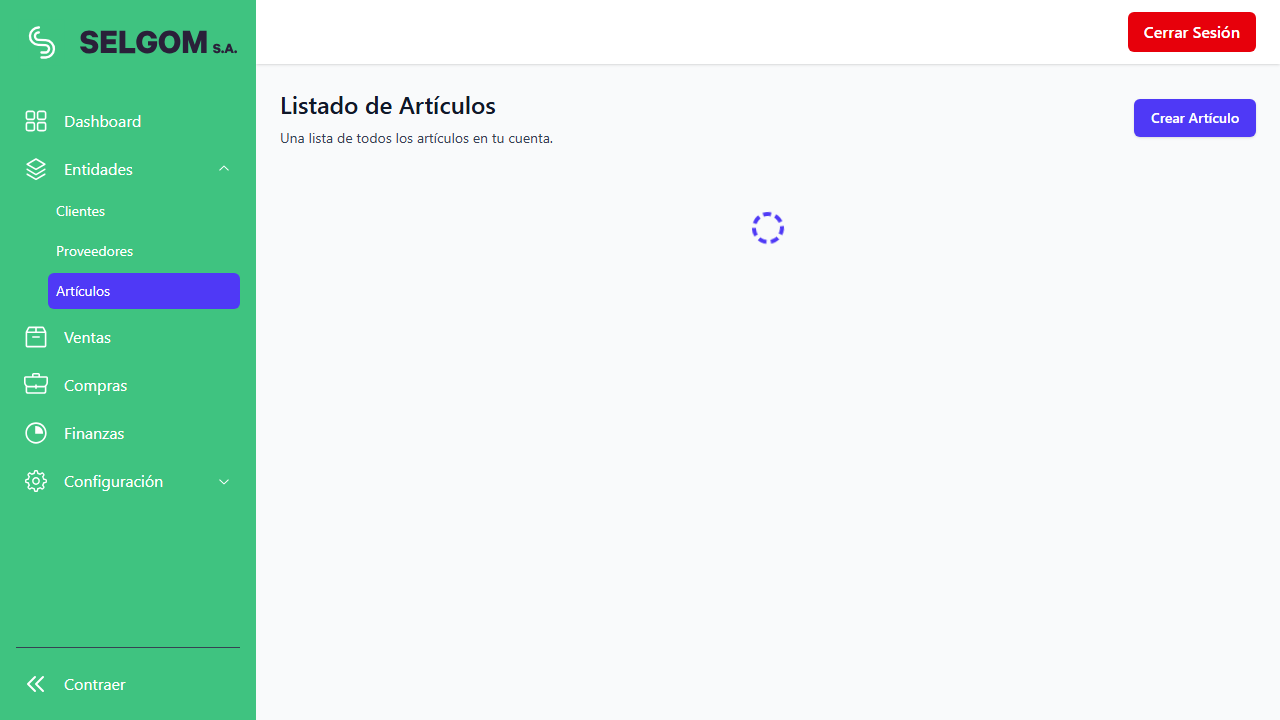 SELGOM S.A.
Cerrar Sesión
Dashboard
Entidades
Clientes
Proveedores
Artículos
Ventas
Compras
Finanzas
Configuración
Contraer
Listado de Artículos
Una lista de todos los artículos en tu cuenta.
Crear Artículo